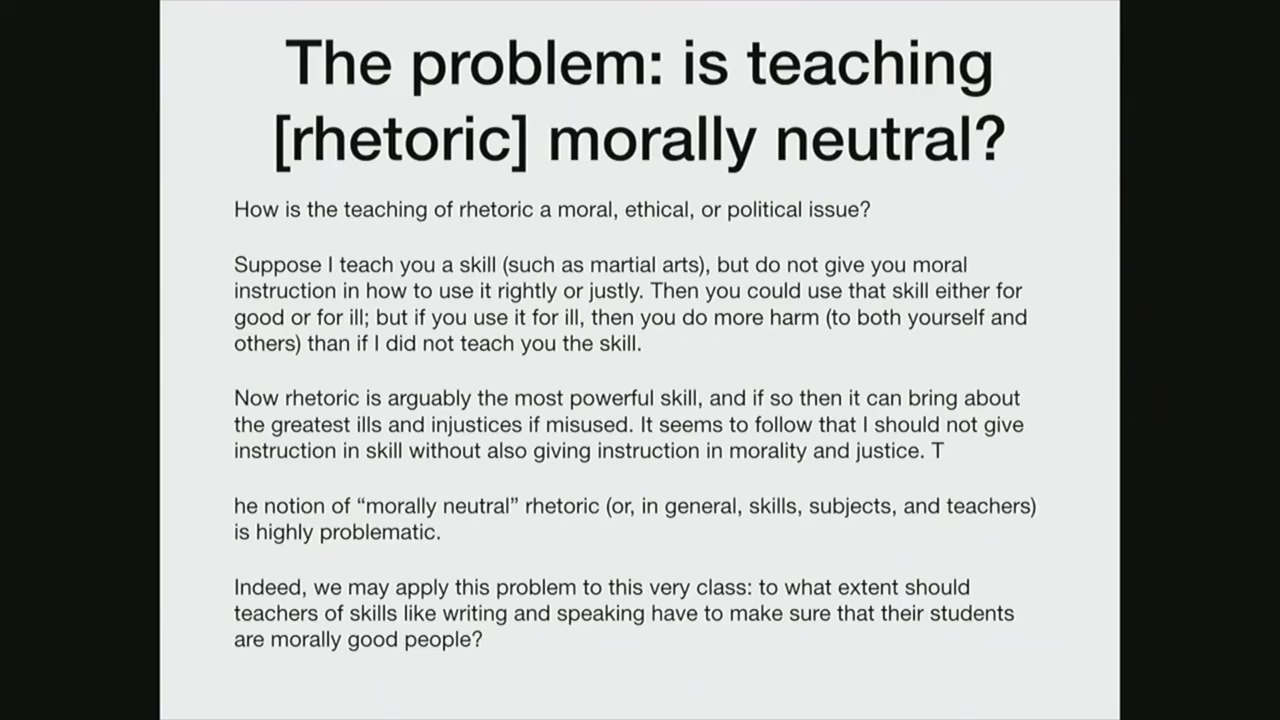 The problem: is teaching
[rhetoric] morally neutral?
How is the teaching of rhetoric a moral, ethical, or political issue?
Suppose I teach you a skill (such as martial arts), but do not give you moral
instruction in how to use it rightly or justly. Then you could use that skill either for
good or for ill; but if you use it for ill, then you do more harm (to both yourself and
others) than if I did not teach you the skill.
Now rhetoric is arguably the most powerful skill, and if so then it can bring about
the greatest ills and injustices if misused. It seems to follow that I should not give
instruction in skill without also giving instruction in morality and justice. T
he notion of “morally neutral” rhetoric (or, in general, skills, subjects, and teachers)
is highly problematic.
Indeed, we may apply this problem to this very class: to what extent should
teachers of skills like writing and speaking have to make sure that their students
are morally good people?